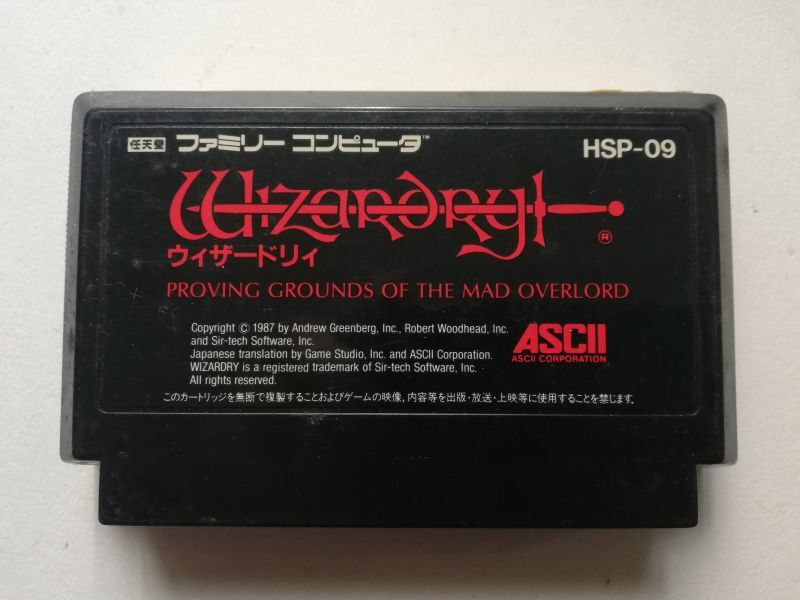 任天堂 ファミリー コンピュータ™ HSP-09
Wizardry®
ウィザードリィ
PROVING GROUNDS OF THE MAD OVERLORD
Copyright © 1987 by Andrew Greenberg, Inc., Robert Woodhead, Inc.
and Sir-tech Software, Inc.
Japanese translation by Game Studio, Inc. and ASCII Corporation.
WIZARDRY is a registered trademark of Sir-tech Software, Inc.
All rights reserved.
ASCII
ASCII CORPORATION
このカートリッジを無断で複製することおよびゲームの映像、内容等を出版・放送・上映等に使用することを禁じます。